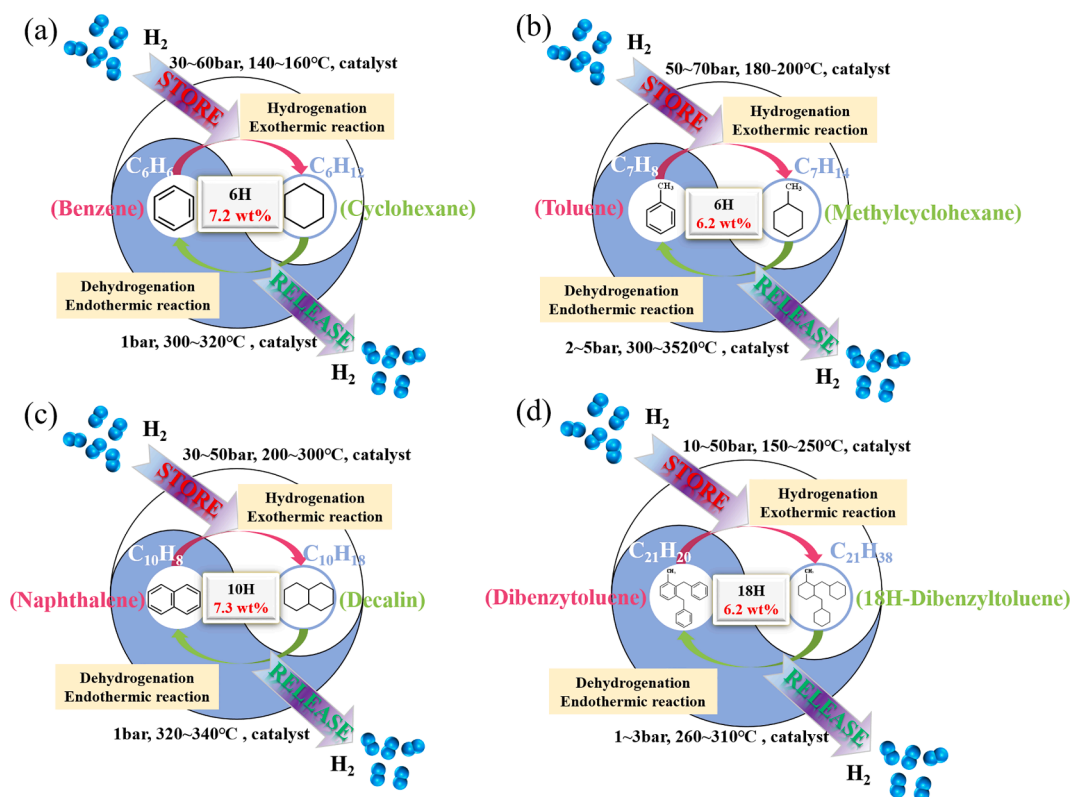 (a)
H2
30~60bar, 140~160℃, catalyst
STORE
Hydrogenation
Exothermic reaction
C6H6
C6H12
6H
7.2 wt%
(Benzene)
(Cyclohexane)
Dehydrogenation
Endothermic reaction
RELEASE
1bar, 300~320℃ , catalyst
H2
(b)
H2
50~70bar, 180-200℃, catalyst
STORE
Hydrogenation
Exothermic reaction
C7H8
C7H14
CH3
CH3
6H
6.2 wt%
(Toluene)
(Methylcyclohexane)
Dehydrogenation
Endothermic reaction
RELEASE
2~5bar, 300~3520℃ , catalyst
H2
(c)
H2
30~50bar, 200~300℃, catalyst
STORE
Hydrogenation
Exothermic reaction
C10H8
C10H18
10H
7.3 wt%
(Naphthalene)
(Decalin)
Dehydrogenation
Endothermic reaction
RELEASE
1bar, 320~340℃ , catalyst
H2
(d)
H2
10~50bar, 150~250℃, catalyst
STORE
Hydrogenation
Exothermic reaction
C21H20
C21H38
CH3
CH3
18H
6.2 wt%
(Dibenzytoluene)
(18H-Dibenzyltoluene)
Dehydrogenation
Endothermic reaction
RELEASE
1~3bar, 260~310℃ , catalyst
H2